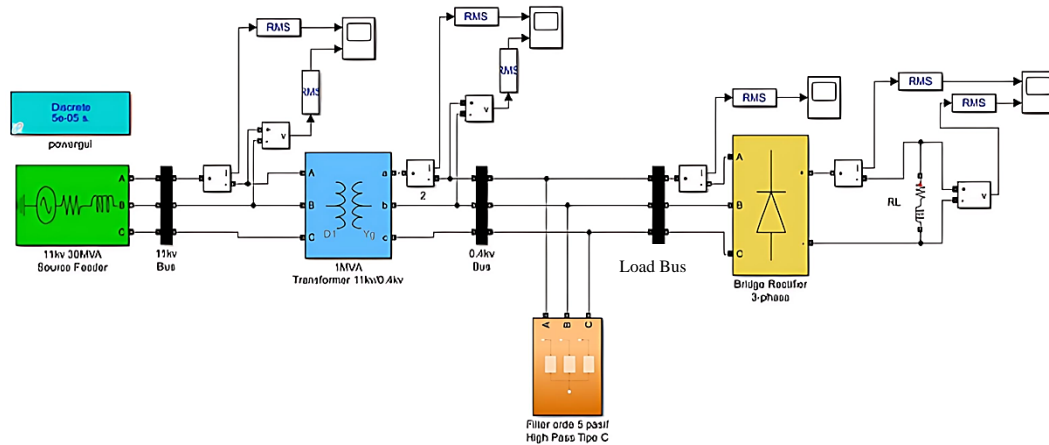 RMS
RMS
RMS
RMS
RMS
RMS
RMS
Discrete
5e-05 s.
powergui
A
B
C
11kv 30MVA
Source Feeder
11kv
Bus
I
v
A
B
C
D1
Yg
a
b
c
1MVA
Transformer 11kv/0.4kv
I
2
v
0.4kv
Bus
A
B
C
Filter orde 5 pasif
High Pass Tipe C
Load Bus
I
A
B
C
Bridge Rectifier
3-phase
I
RL
v